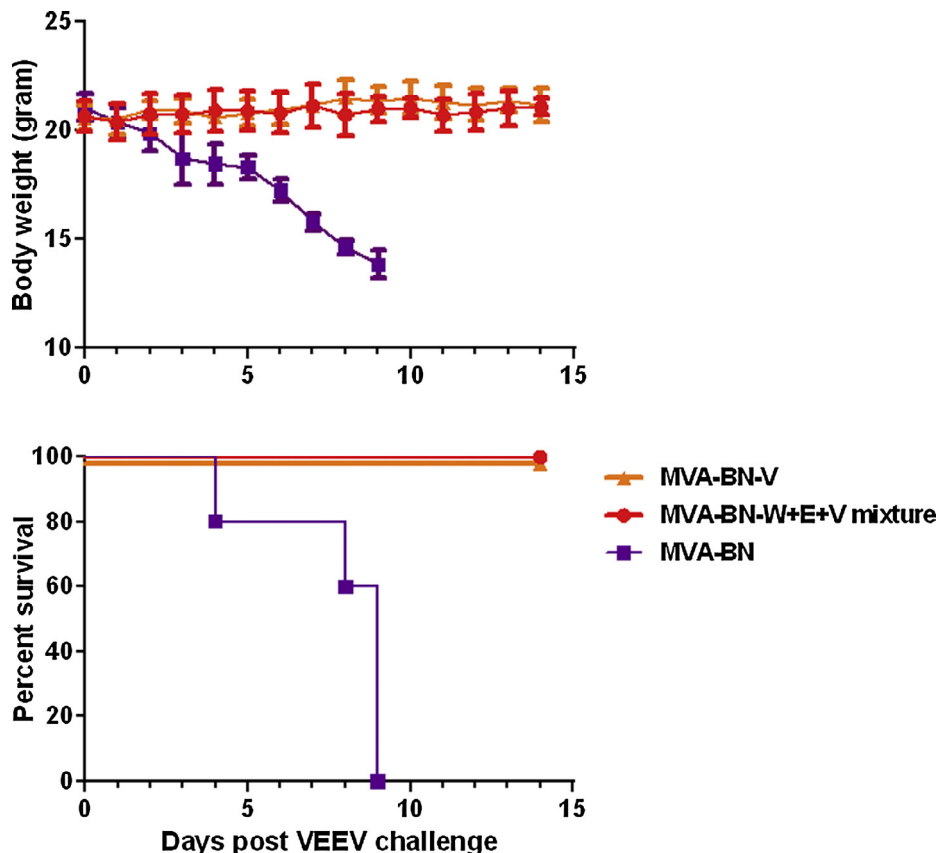 25
20
15
10
Body weight (gram)
0 5 10 15
100
80
60
40
20
0
Percent survival
0 5 10 15
Days post VEEV challenge
MVA-BN-V
MVA-BN-W+E+V mixture
MVA-BN